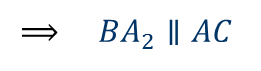 ⟹ BA₂ ∥ AC